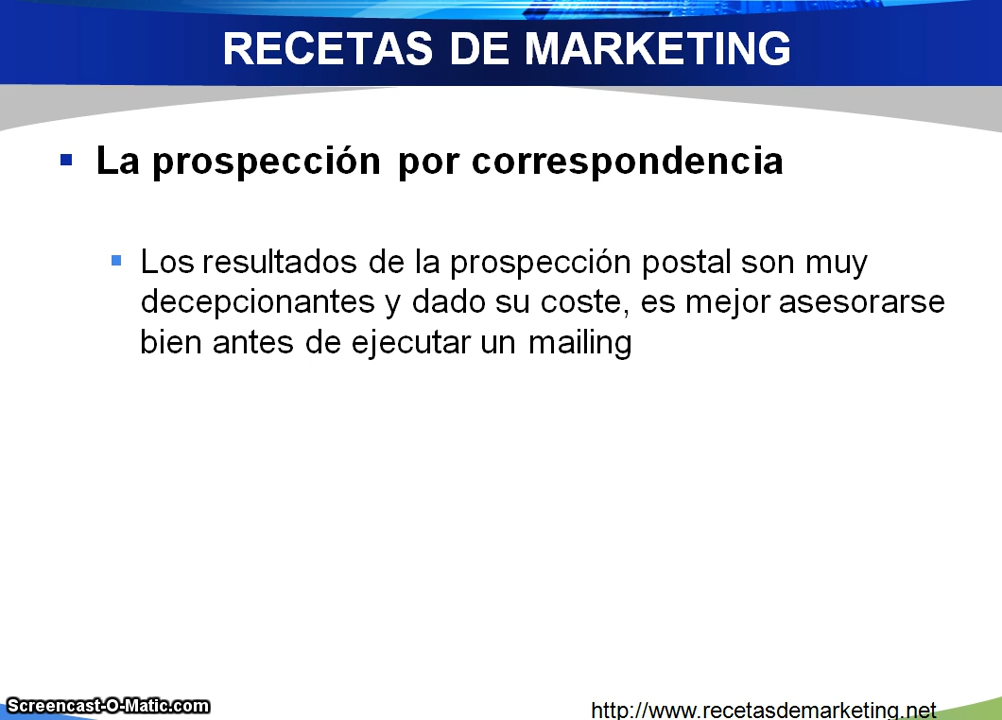 RECETAS DE MARKETING
La prospección por correspondencia
Los resultados de la prospección postal son muy
decepcionantes y dado su coste, es mejor asesorarse
bien antes de ejecutar un mailing
Screencast-O-Matic.com
http://www.recetasdemarketing.net